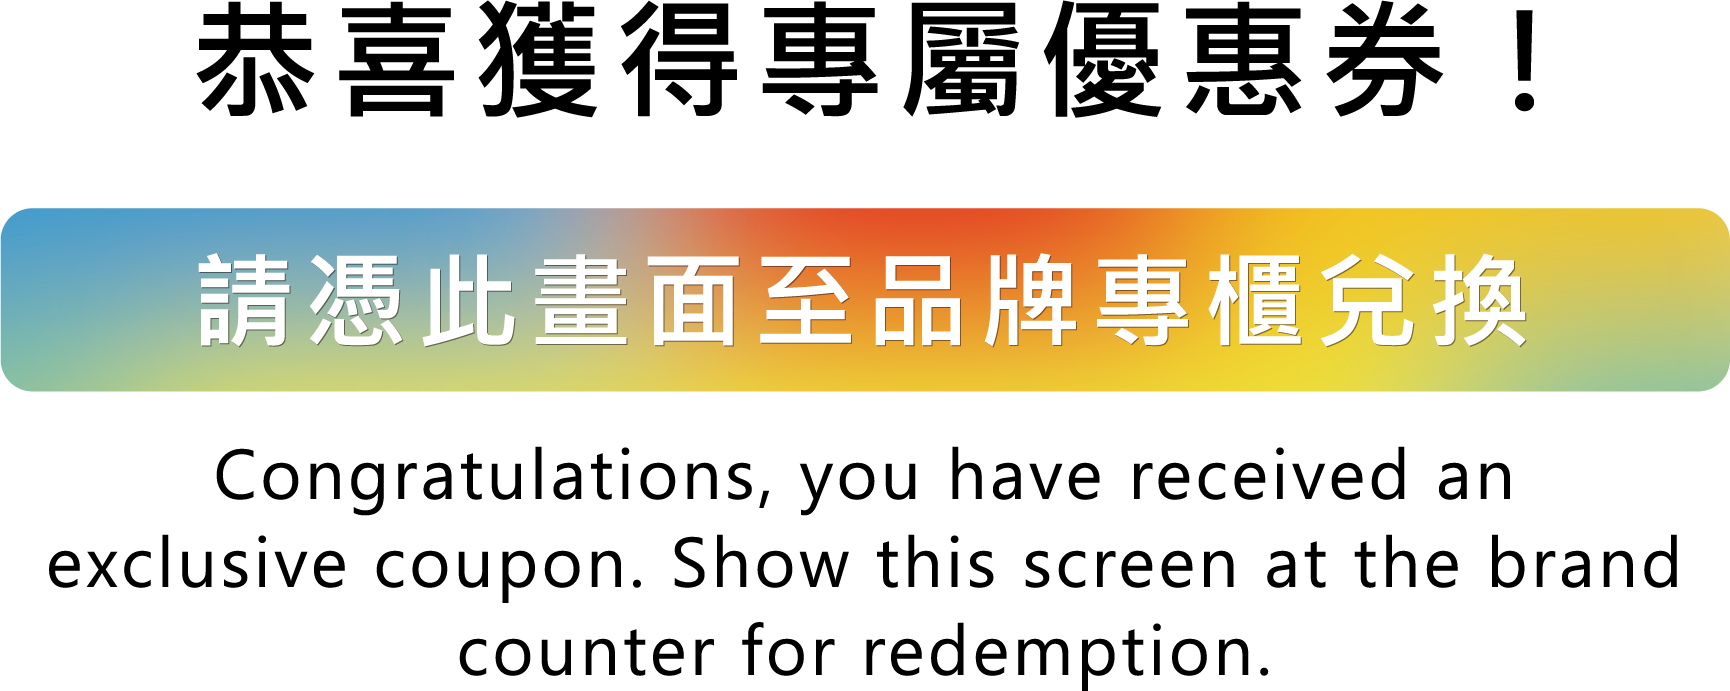 恭喜獲得專屬優惠券！
請憑此畫面至品牌專櫃兌換
Congratulations, you have received an
exclusive coupon. Show this screen at the brand
counter for redemption.